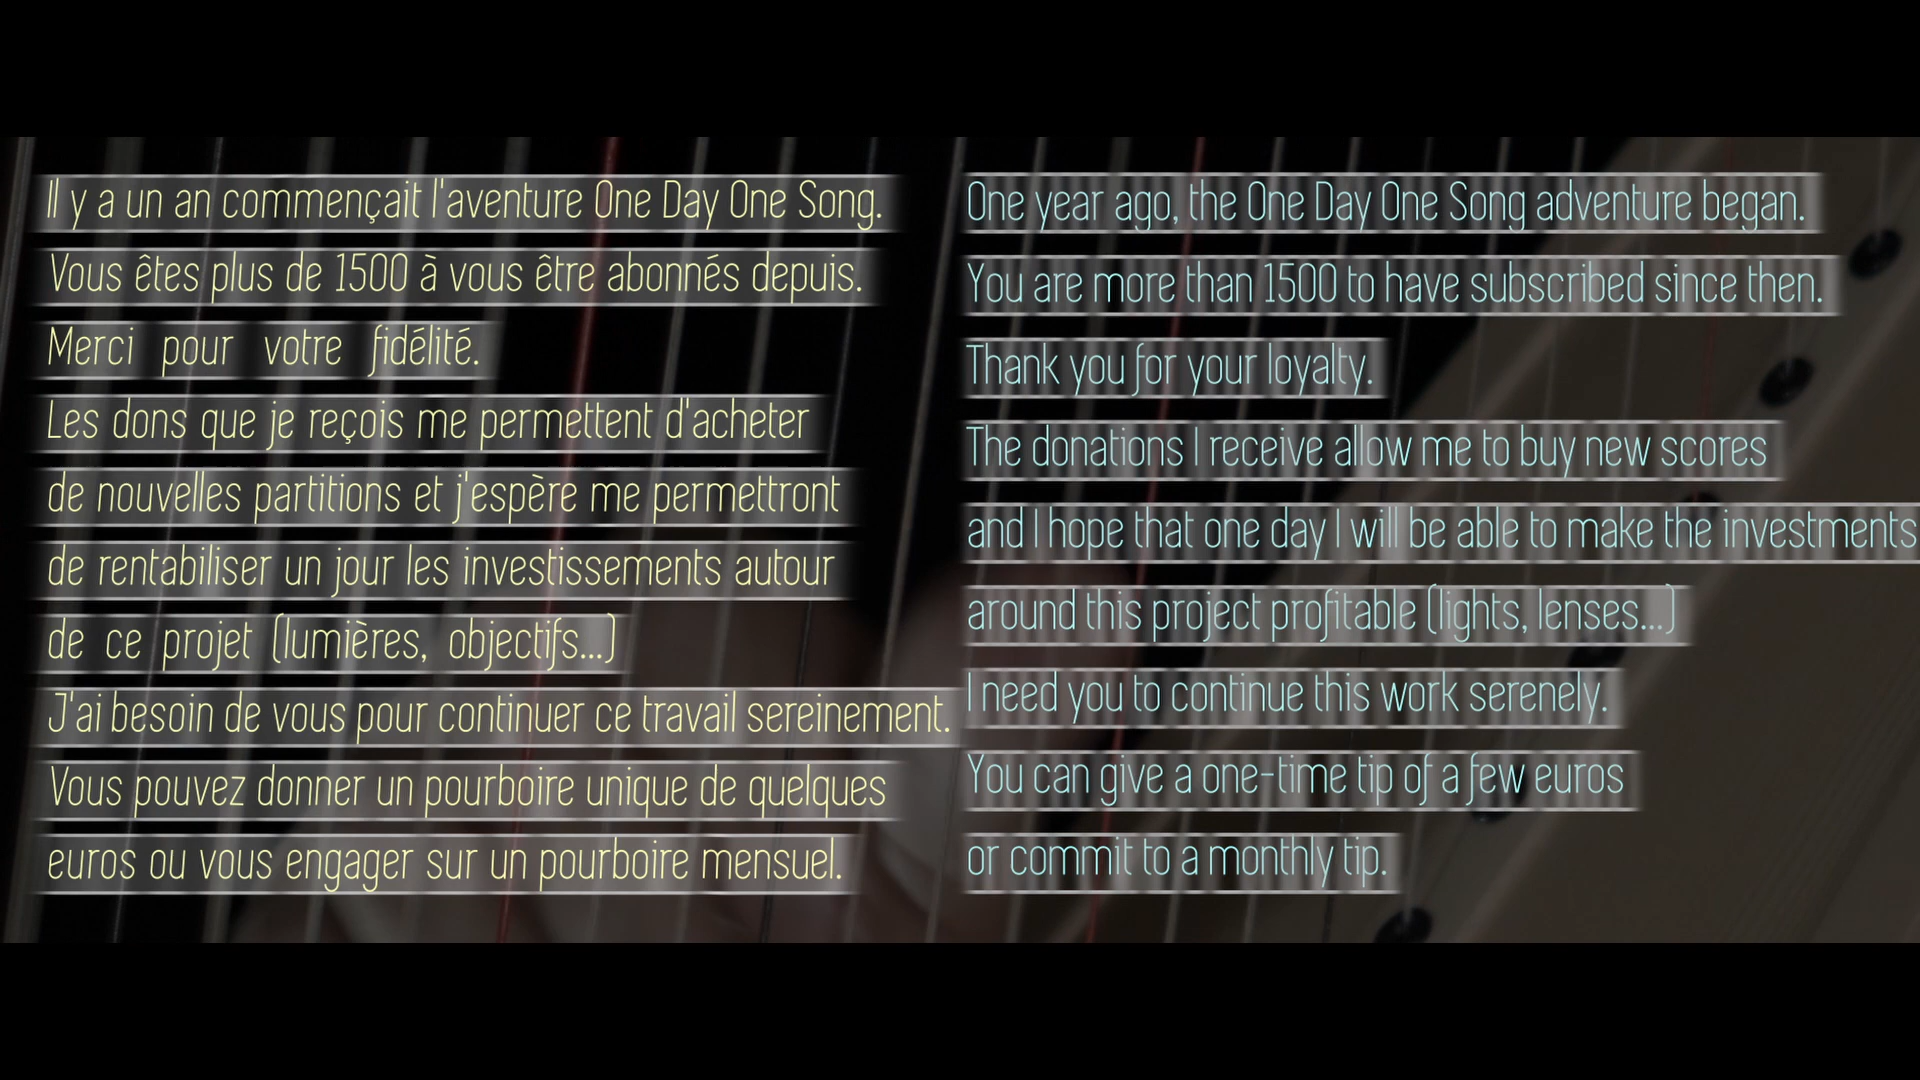 Il y a un an commençait l'aventure One Day One Song.
Vous êtes plus de 1500 à vous être abonnés depuis.
Merci pour votre fidélité.
Les dons que je reçois me permettent d'acheter
de nouvelles partitions et j'espère me permettront
de rentabiliser un jour les investissements autour
de ce projet (lumières, objectifs...)
J'ai besoin de vous pour continuer ce travail sereinement.
Vous pouvez donner un pourboire unique de quelques
euros ou vous engager sur un pourboire mensuel.
One year ago, the One Day One Song adventure began.
You are more than 1500 to have subscribed since then.
Thank you for your loyalty.
The donations I receive allow me to buy new scores
and I hope that one day I will be able to make the investments
around this project profitable (lights, lenses...)
I need you to continue this work serenely.
You can give a one-time tip of a few euros
or commit to a monthly tip.